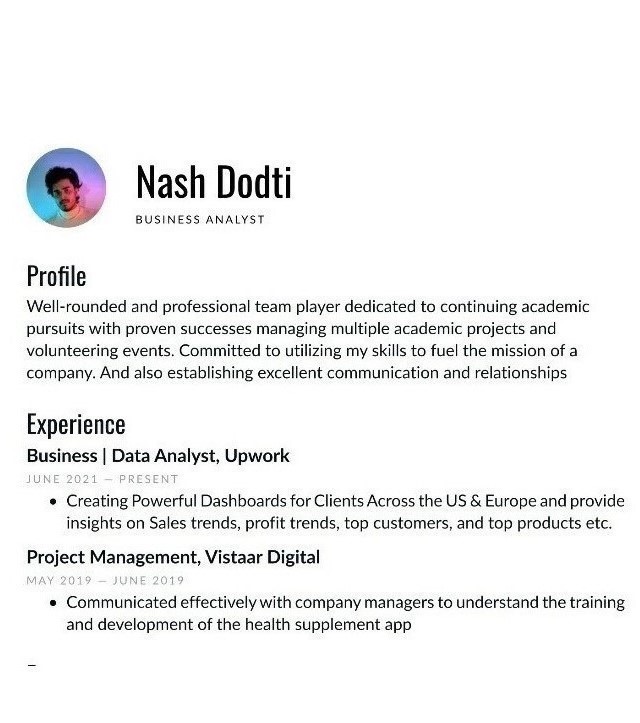 Nash Dodti
BUSINESS ANALYST
Profile
Well-rounded and professional team player dedicated to continuing academic
pursuits with proven successes managing multiple academic projects and
volunteering events. Committed to utilizing my skills to fuel the mission of a
company. And also establishing excellent communication and relationships
Experience
Business | Data Analyst, Upwork
JUNE 2021 — PRESENT
• Creating Powerful Dashboards for Clients Across the US & Europe and provide
insights on Sales trends, profit trends, top customers, and top products etc.
Project Management, Vistaar Digital
MAY 2019 — JUNE 2019
• Communicated effectively with company managers to understand the training
and development of the health supplement app
–